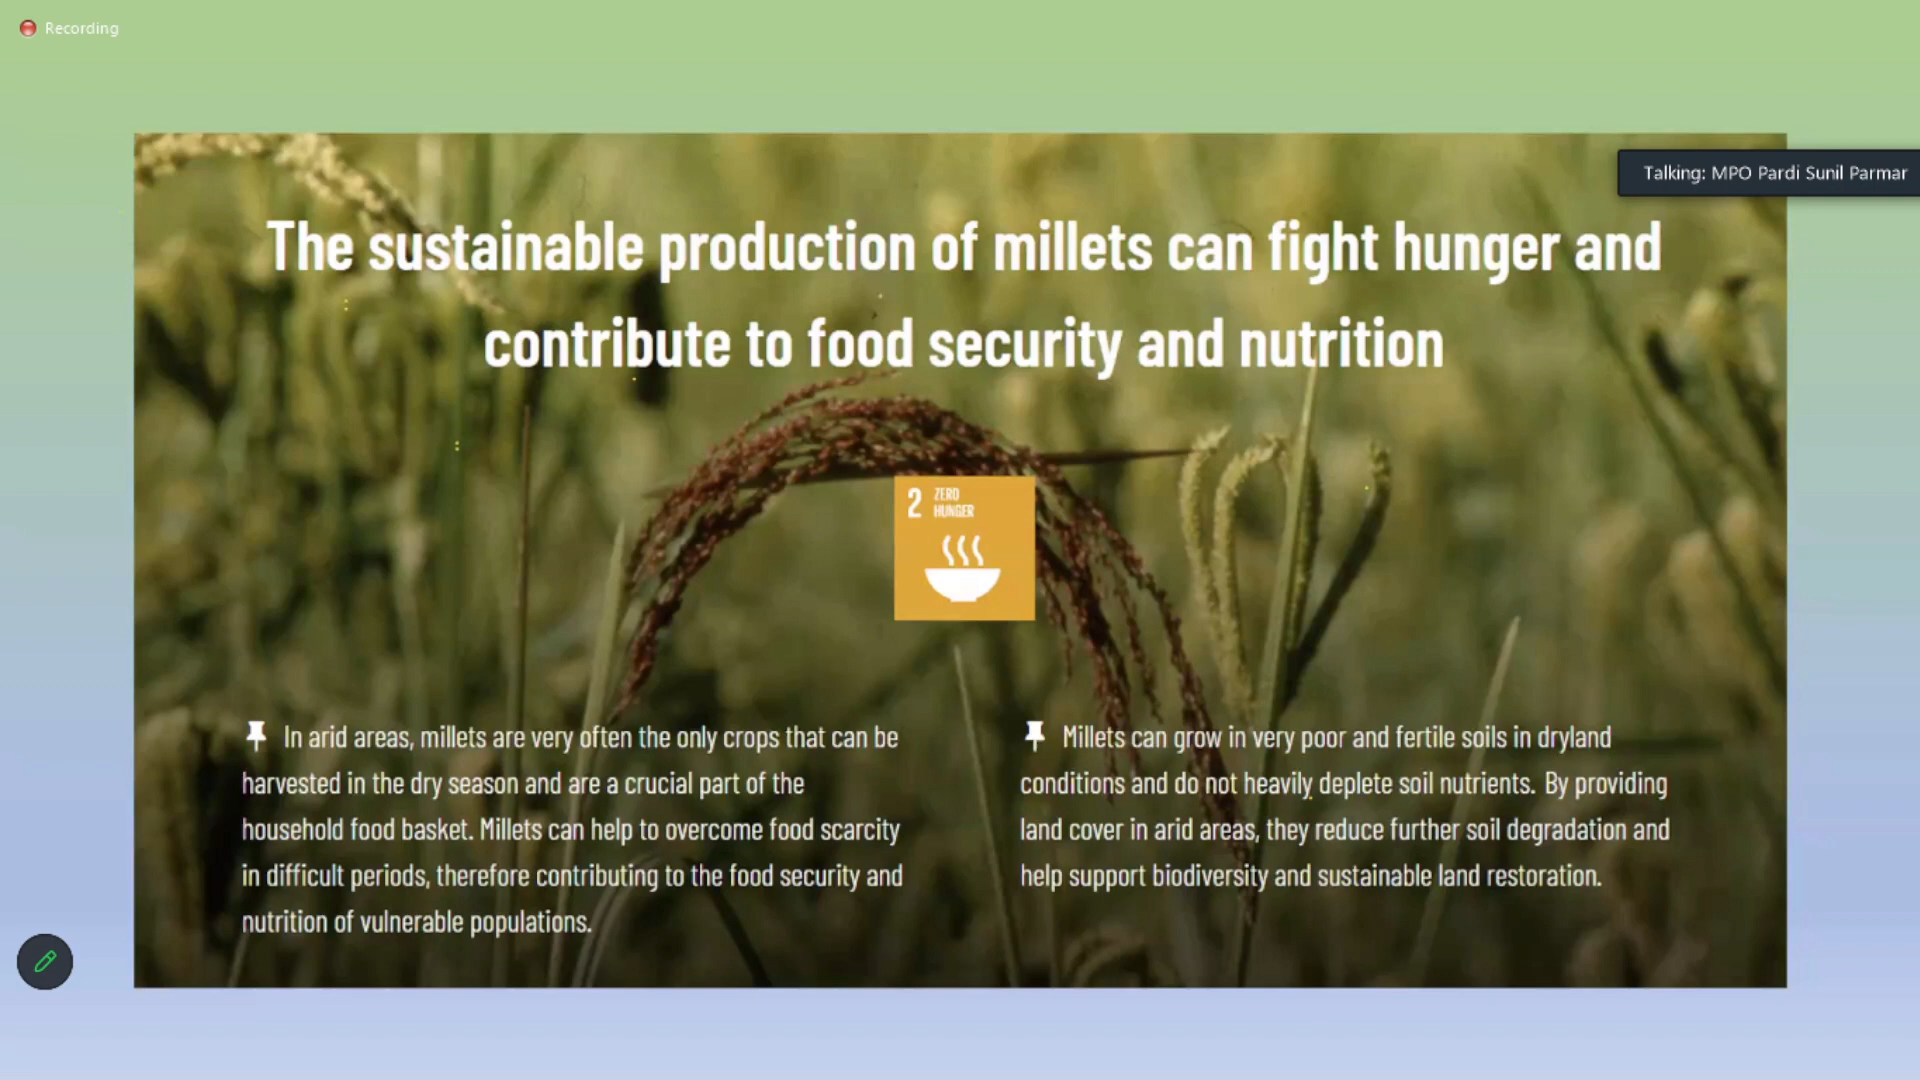 Recording
Talking: MPO Pardi Sunil Parmar
The sustainable production of millets can fight hunger and
contribute to food security and nutrition
2 ZERO
HUNGER
In arid areas, millets are very often the only crops that can be
harvested in the dry season and are a crucial part of the
household food basket. Millets can help to overcome food scarcity
in difficult periods, therefore contributing to the food security and
nutrition of vulnerable populations.
Millets can grow in very poor and fertile soils in dryland
conditions and do not heavily deplete soil nutrients. By providing
land cover in arid areas, they reduce further soil degradation and
help support biodiversity and sustainable land restoration.